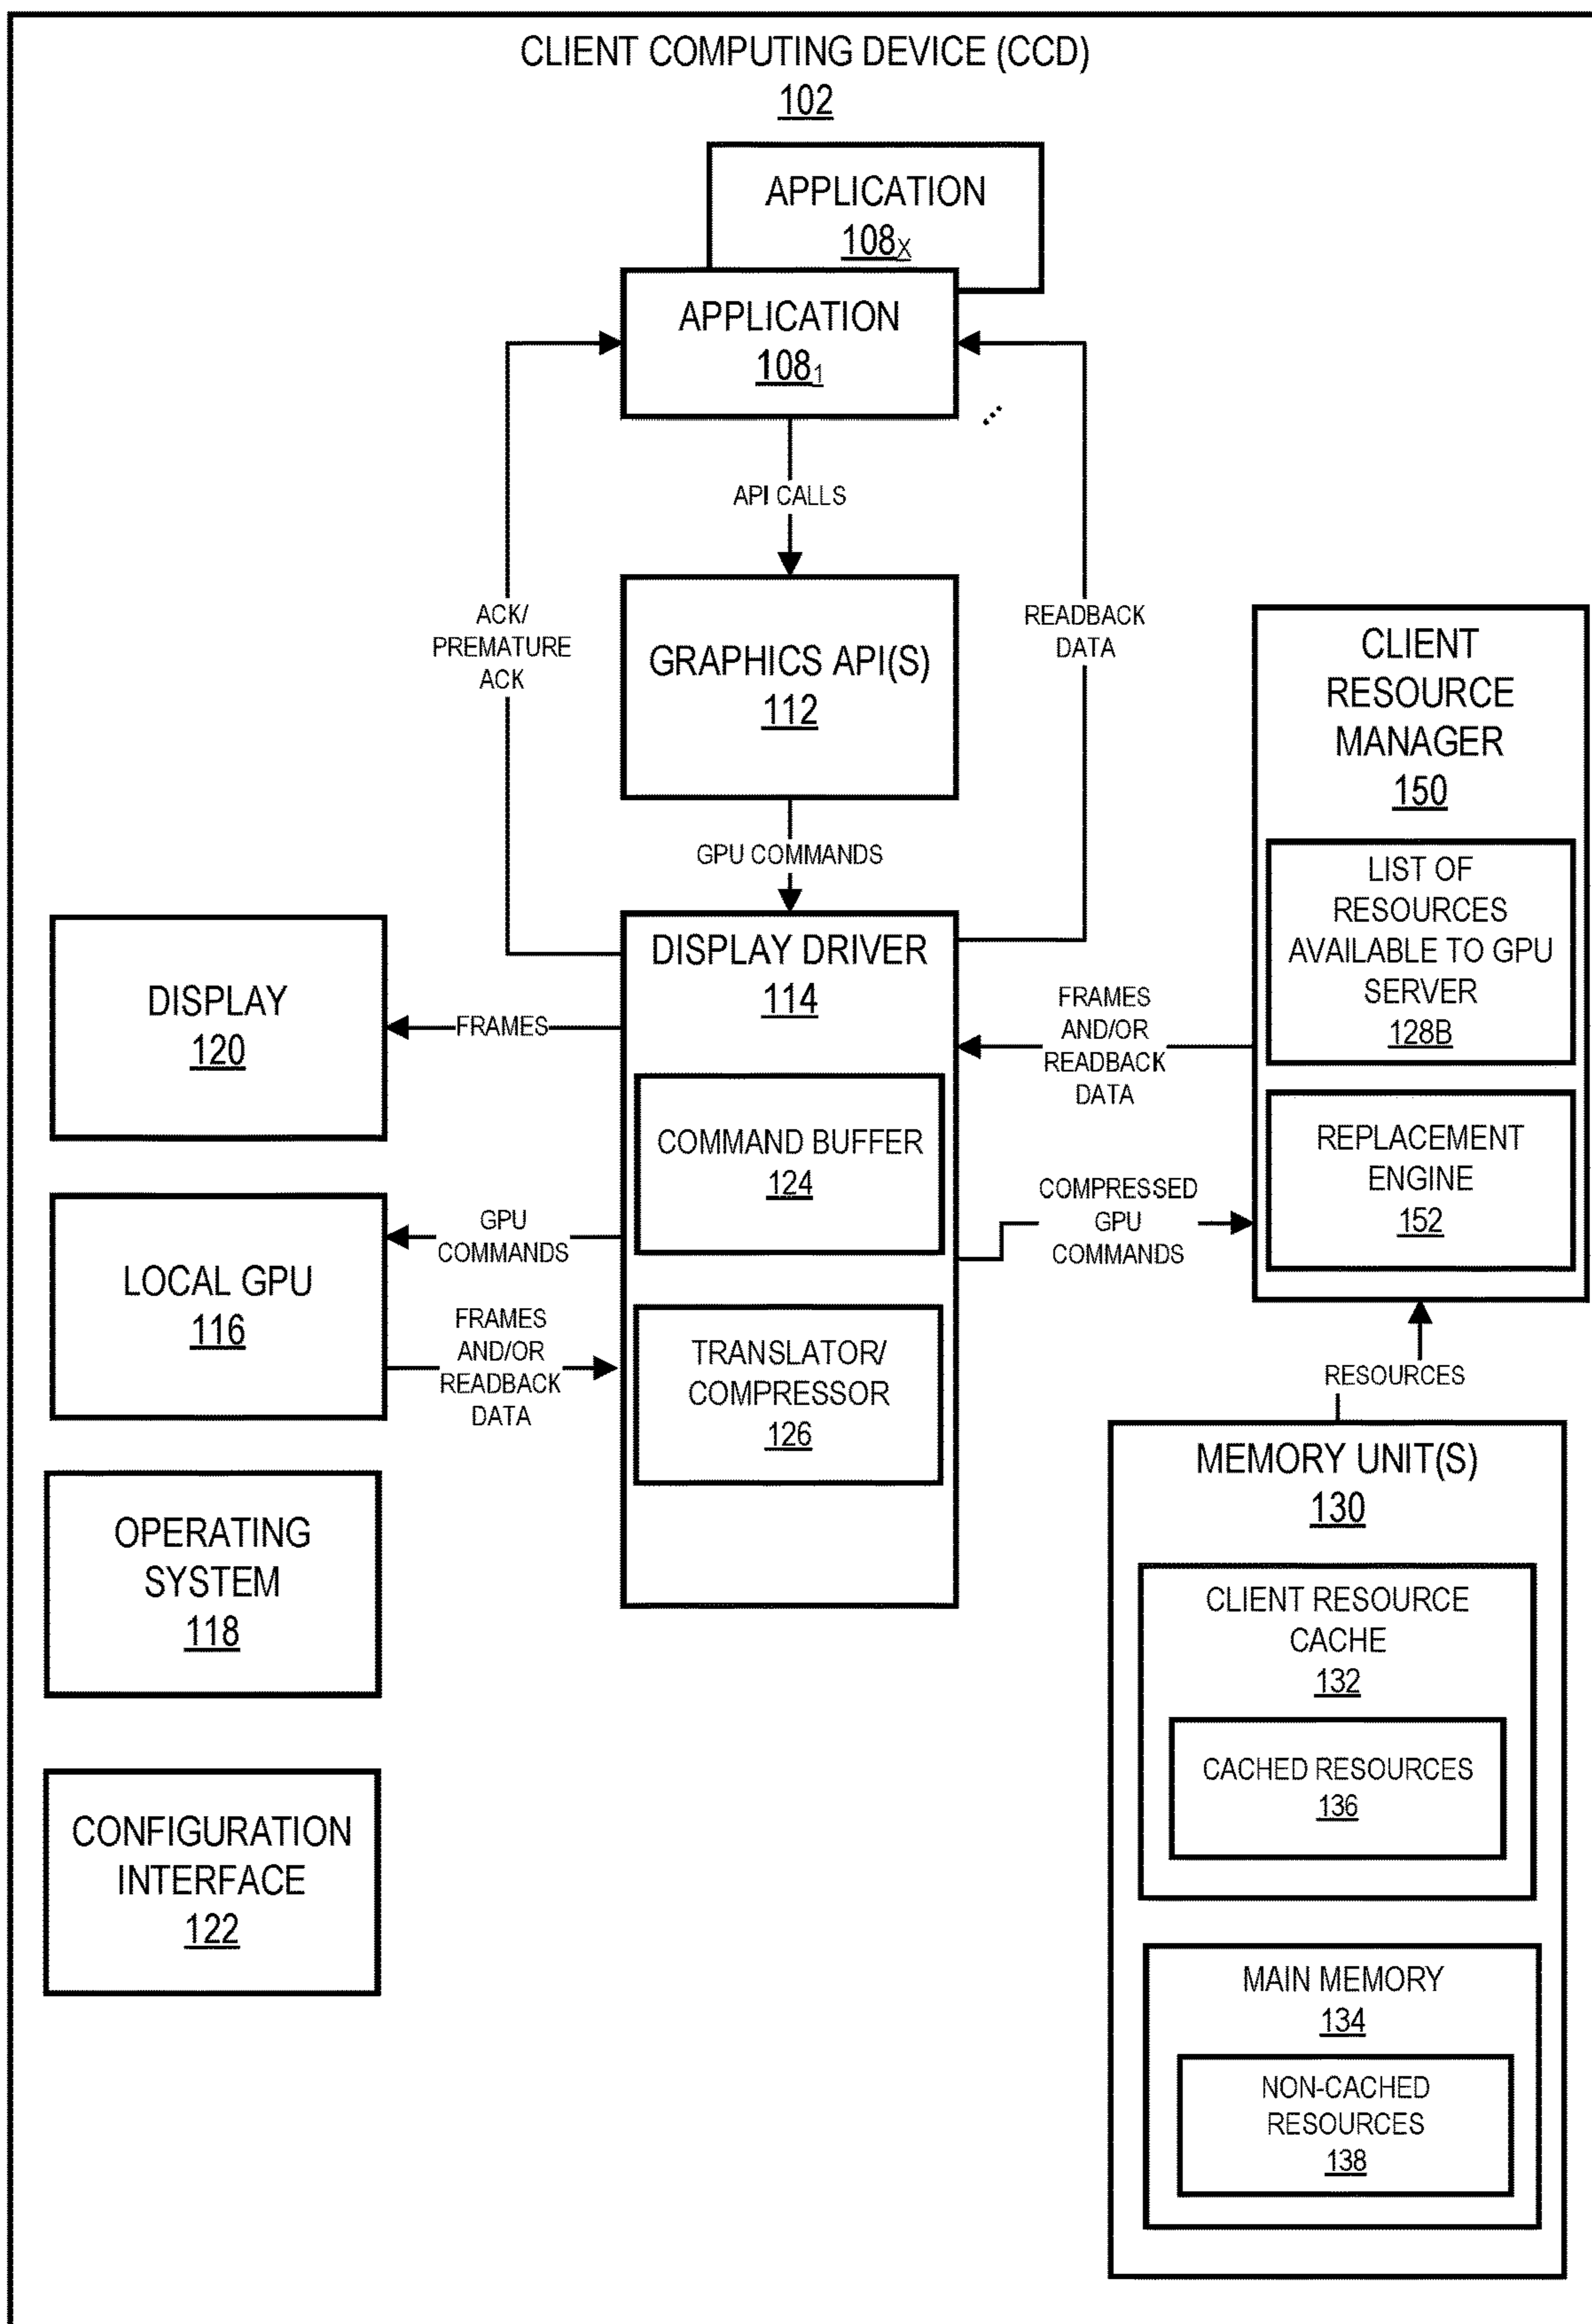 CLIENT COMPUTING DEVICE (CCD)
102
APPLICATION
108X
APPLICATION
1081
API CALLS
ACK/
PREMATURE
ACK
READBACK
DATA
GRAPHICS API(S)
112
GPU COMMANDS
CLIENT
RESOURCE
MANAGER
150
LIST OF
RESOURCES
AVAILABLE TO GPU
SERVER
128B
REPLACEMENT
ENGINE
152
DISPLAY DRIVER
114
COMMAND BUFFER
124
TRANSLATOR/
COMPRESSOR
126
DISPLAY
120
FRAMES
FRAMES
AND/OR
READBACK
DATA
COMPRESSED
GPU
COMMANDS
LOCAL GPU
116
GPU
COMMANDS
FRAMES
AND/OR
READBACK
DATA
RESOURCES
OPERATING
SYSTEM
118
CONFIGURATION
INTERFACE
122
MEMORY UNIT(S)
130
CLIENT RESOURCE
CACHE
132
CACHED RESOURCES
136
MAIN MEMORY
134
NON-CACHED
RESOURCES
138